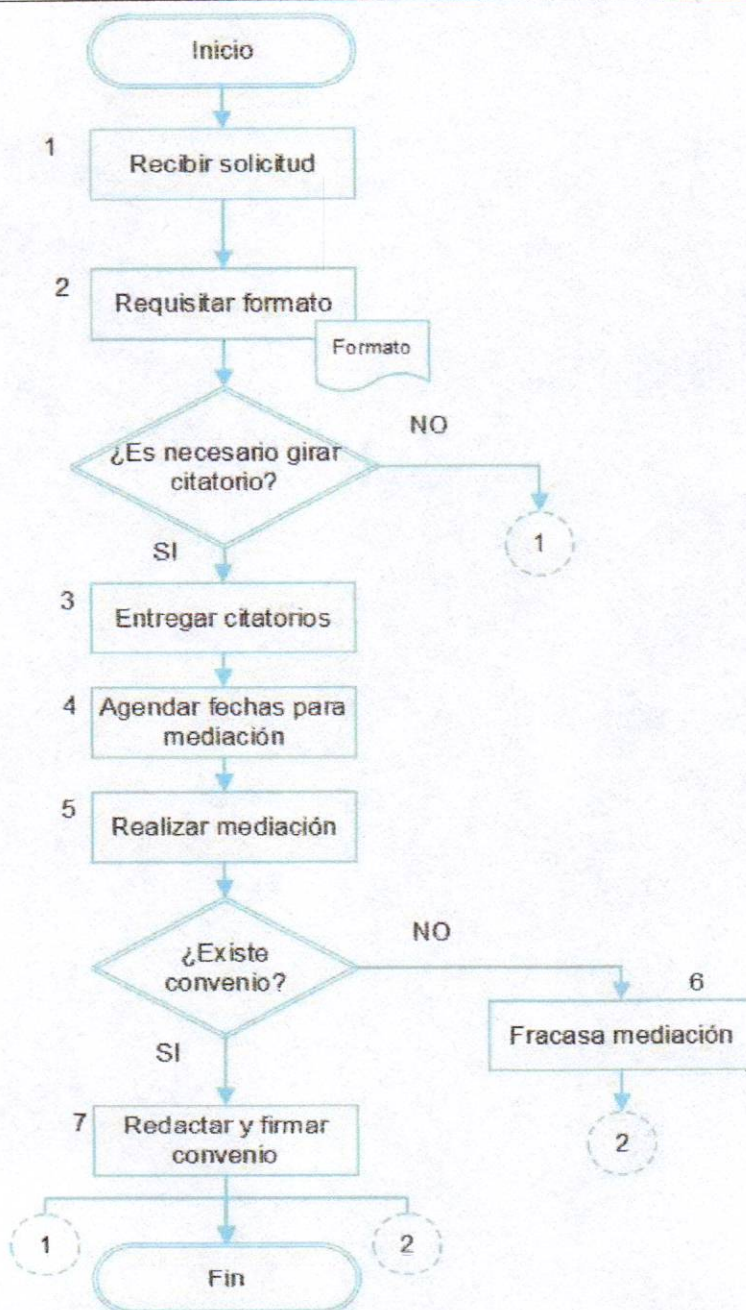 Inicio
1
Recibir solicitud
2
Requisitar formato
Formato
¿Es necesario girar
citatorio?
NO
1
SI
3
Entregar citatorios
4
Agendar fechas para
mediación
5
Realizar mediación
¿Existe
convenio?
NO
6
Fracasa mediación
2
SI
7
Redactar y firmar
convenio
1
2
Fin